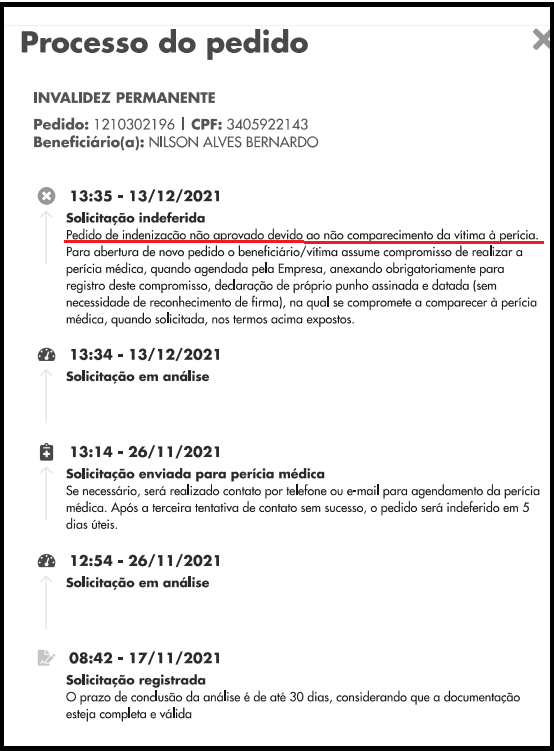 Processo do pedido
INVALIDEZ PERMANENTE
Pedido: 1210302196 | CPF: 3405922143
Beneficiário(a): NILSON ALVES BERNARDO
13:35 - 13/12/2021
Solicitação indeferida
Pedido de indenização não aprovado devido ao não comparecimento da vítima à perícia.
Para abertura de novo pedido o beneficiário/vítima assume compromisso de realizar a
perícia médica, quando agendada pela Empresa, anexando obrigatoriamente para
registro deste compromisso, declaração de próprio punho assinada e datada (sem
necessidade de reconhecimento de firma), na qual se compromete a comparecer à perícia
médica, quando solicitada, nos termos acima expostos.
13:34 - 13/12/2021
Solicitação em análise
13:14 - 26/11/2021
Solicitação enviada para perícia médica
Se necessário, será realizado contato por telefone ou e-mail para agendamento da perícia
médica. Após a terceira tentativa de contato sem sucesso, o pedido será indeferido em 5
dias úteis.
12:54 - 26/11/2021
Solicitação em análise
08:42 - 17/11/2021
Solicitação registrada
O prazo de conclusão da análise é de até 30 dias, considerando que a documentação
esteja completa e válida